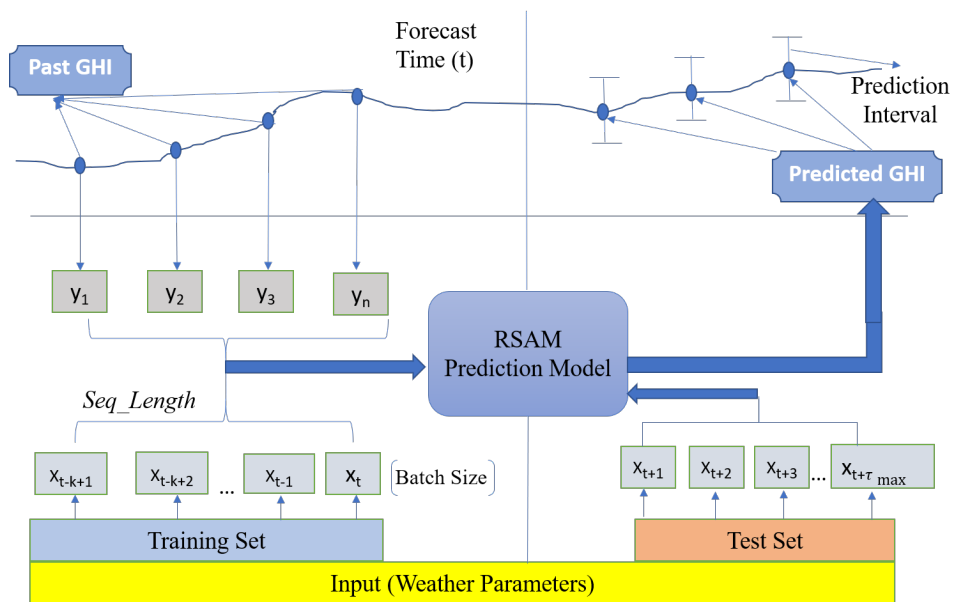 Forecast
Time (t)
Past GHI
Prediction
Interval
Predicted GHI
y1 y2 y3 yn
RSAM
Prediction Model
Seq_Length
xt-k+1 xt-k+2 ... xt-1 xt (Batch Size) xt+1 xt+2 xt+3 ... xt+τ max
Training Set Test Set
Input (Weather Parameters)